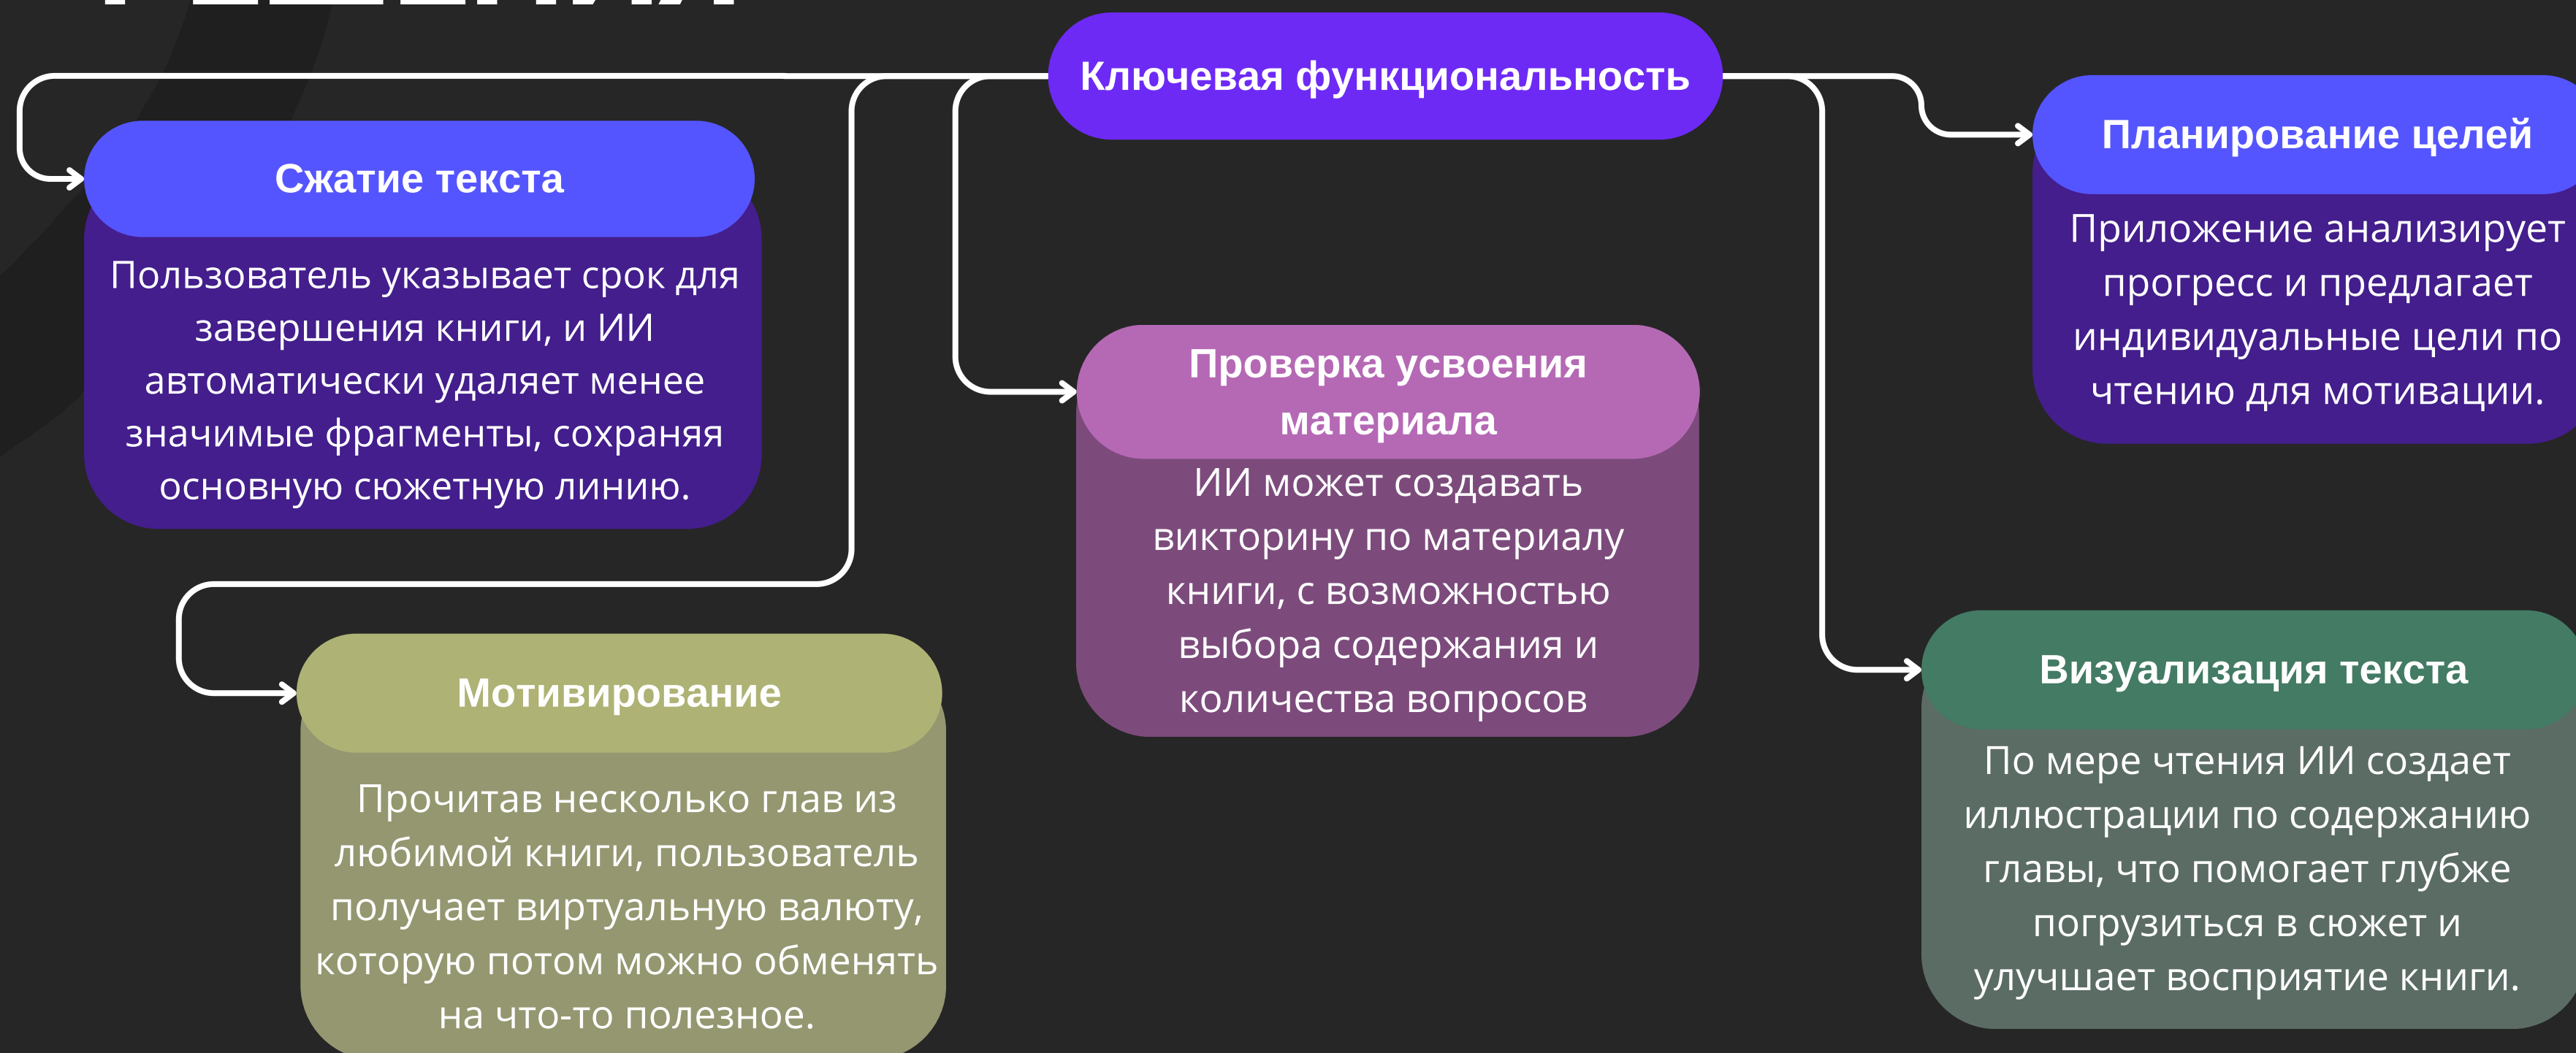 Ключевая функциональность
Сжатие текста
Пользователь указывает срок для
завершения книги, и ИИ
автоматически удаляет менее
значимые фрагменты, сохраняя
основную сюжетную линию.
Мотивирование
Прочитав несколько глав из
любимой книги, пользователь
получает виртуальную валюту,
которую потом можно обменять
на что-то полезное.
Проверка усвоения
материала
ИИ может создавать
викторину по материалу
книги, с возможностью
выбора содержания и
количества вопросов
Планирование целей
Приложение анализирует
прогресс и предлагает
индивидуальные цели по
чтению для мотивации.
Визуализация текста
По мере чтения ИИ создает
иллюстрации по содержанию
главы, что помогает глубже
погрузиться в сюжет и
улучшает восприятие книги.